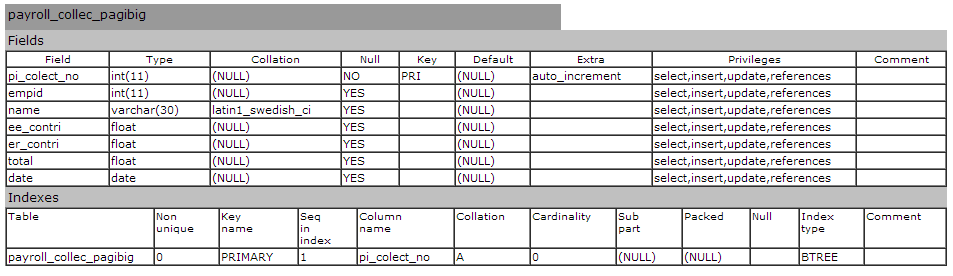 payroll_collec_pagibig
Fields
Field Type Collation Null Key Default Extra Privileges Comment
pi_colect_no int(11) (NULL) NO PRI (NULL) auto_increment select,insert,update,references
empid int(11) (NULL) YES (NULL) select,insert,update,references
name varchar(30) latin1_swedish_ci YES (NULL) select,insert,update,references
ee_contri float (NULL) YES (NULL) select,insert,update,references
er_contri float (NULL) YES (NULL) select,insert,update,references
total float (NULL) YES (NULL) select,insert,update,references
date date (NULL) YES (NULL) select,insert,update,references
Indexes
Table Non unique Key name Seq in index Column name Collation Cardinality Sub part Packed Null Index type Comment
payroll_collec_pagibig 0 PRIMARY 1 pi_colect_no A 0 (NULL) (NULL) BTREE